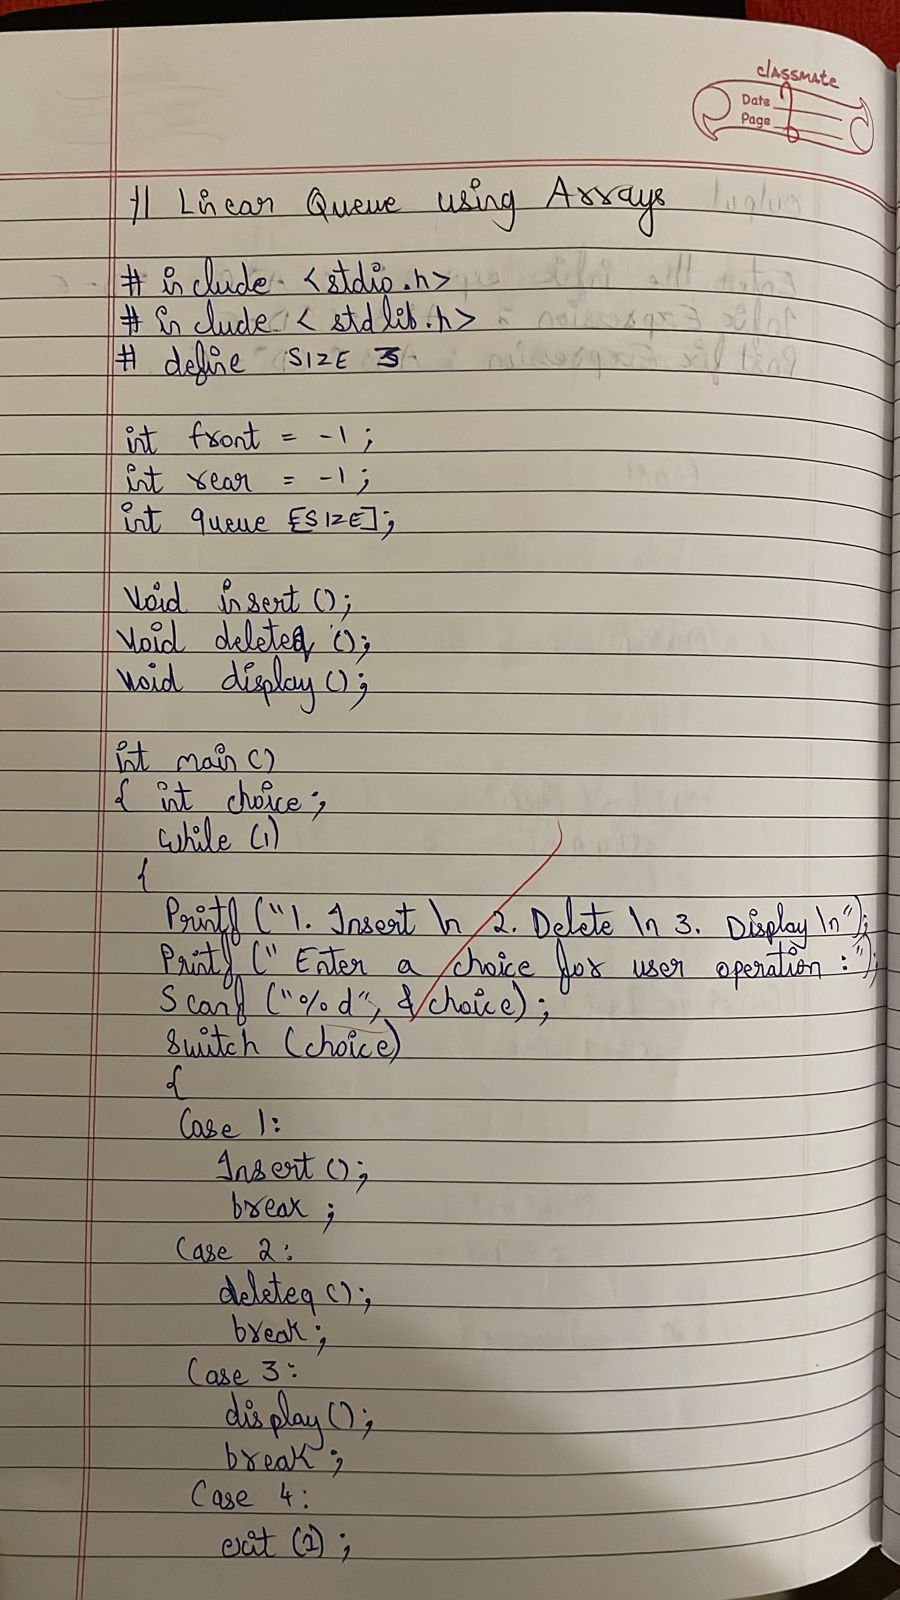 classmate
Date
Page
// Linear Queue using Arrays
# include <stdio.h>
# include < stdlib.h>
# define SIZE 3
int front = -1;
int rear = -1;
int queue [SIZE];
Void insert ();
Void deleteq ();
Void display ();
int main ()
{ int choice;
while (1)
{
Printf ("1. Insert \n 2. Delete \n 3. Display \n");
Printf (" Enter a choice for user operation :");
Scanf ("%d", &choice);
Switch (choice)
{
Case 1:
Insert ();
break ;
Case 2:
deleteq ();
break;
Case 3:
display ();
break ;
Case 4:
exit (1) ;